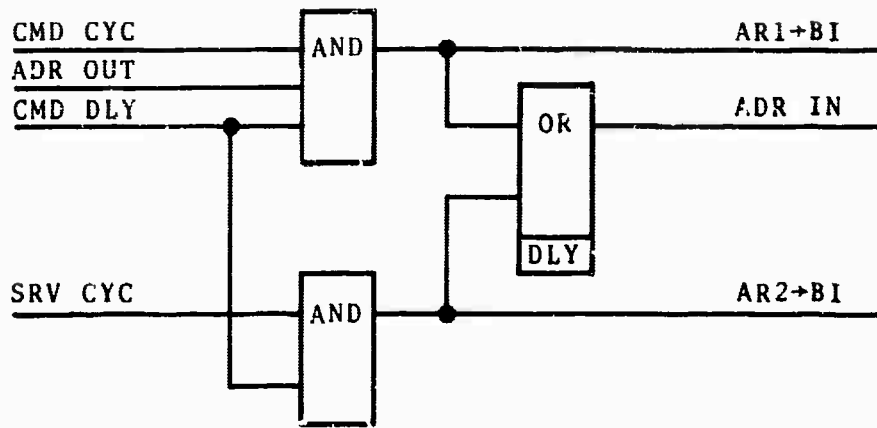 CMD CYC
AND
AR1→BI
ADR OUT
CMD DLY
OR
ADR IN
DLY
SRV CYC
AND
AR2→BI